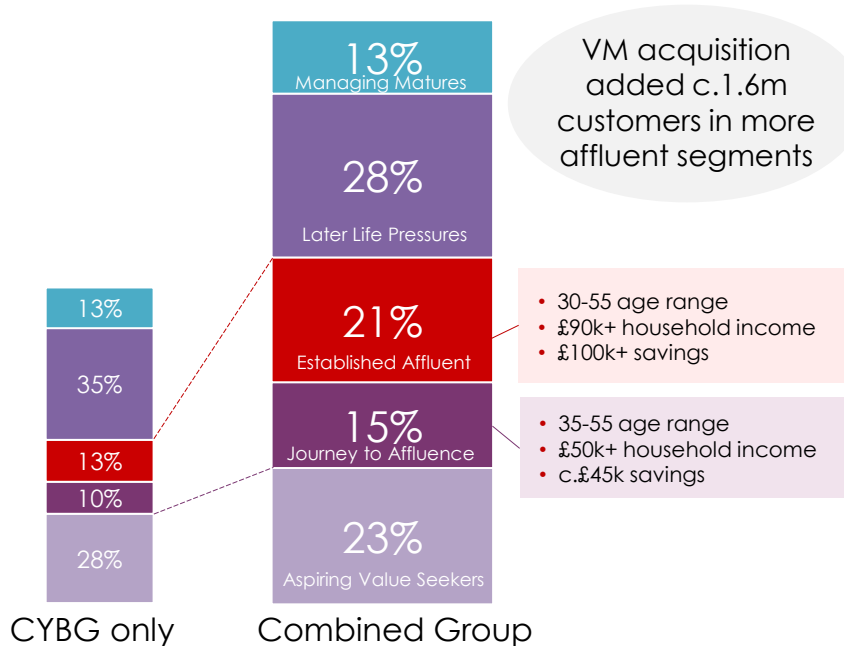 VM acquisition
added c.1.6m
customers in more
affluent segments
13%
Managing Matures
28%
Later Life Pressures
21%
Established Affluent
15%
Journey to Affluence
23%
Aspiring Value Seekers
13%
35%
13%
10%
28%
• 30-55 age range
• £90k+ household income
• £100k+ savings
• 35-55 age range
• £50k+ household income
• c.£45k savings
CYBG only
Combined Group